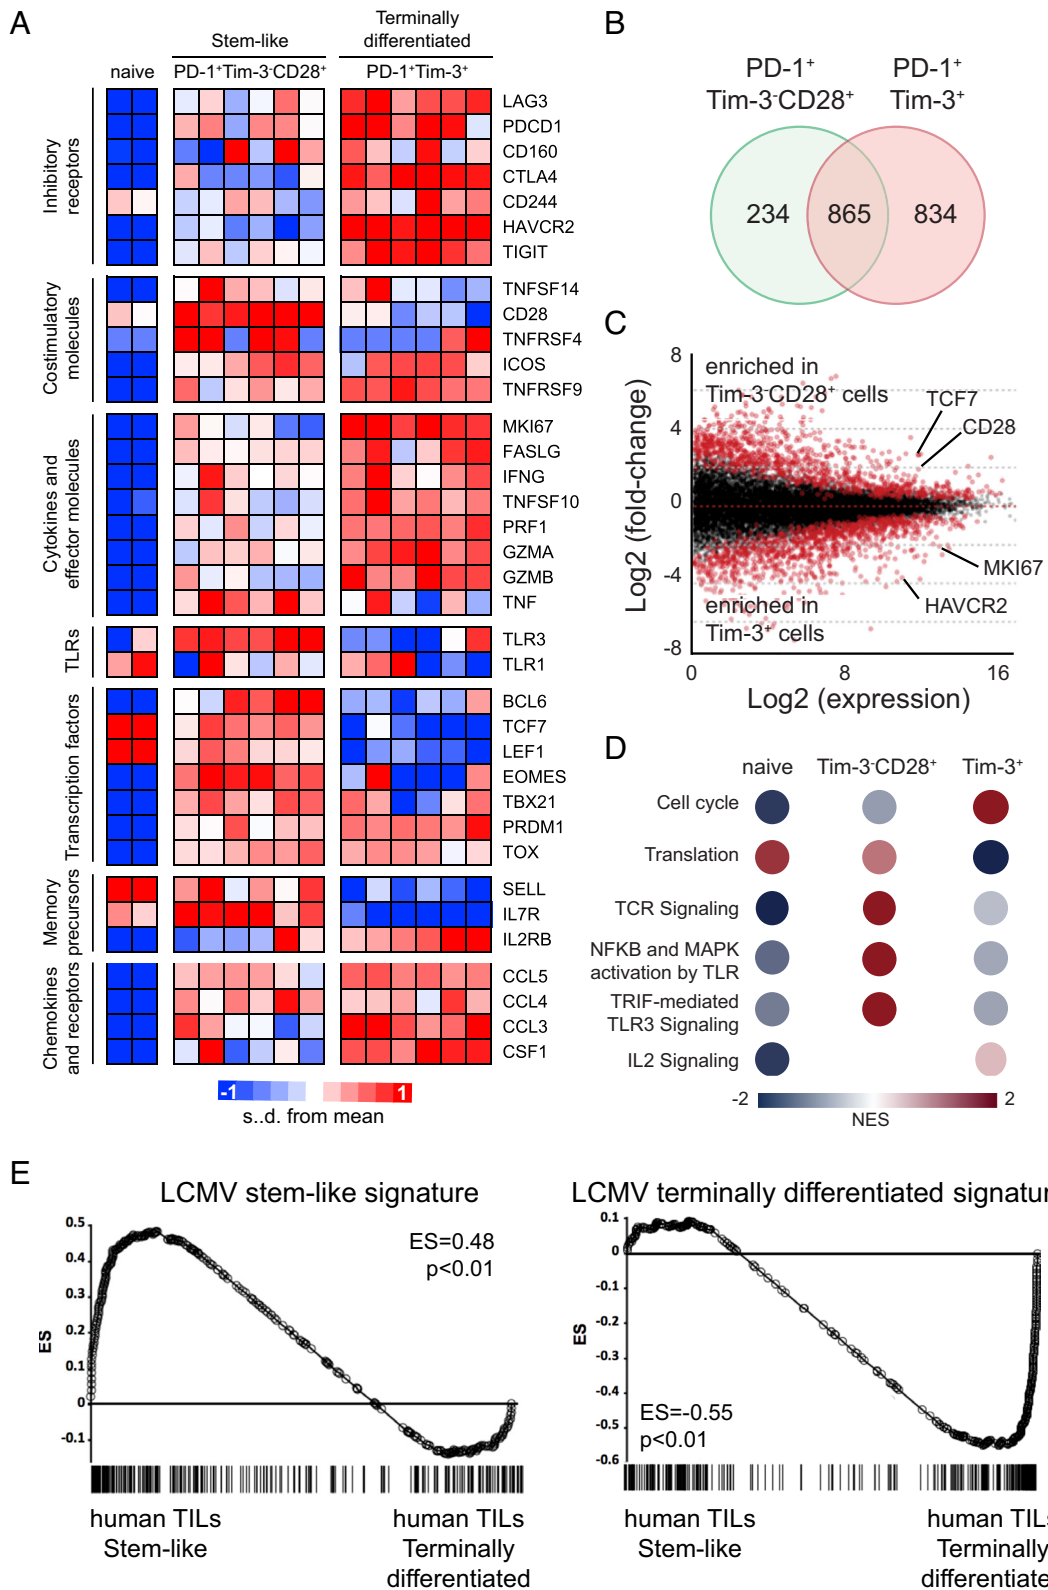 A
Terminally
Stem-like
differentiated
naive
PD-1⁺Tim-3⁻CD28⁺
PD-1⁺Tim-3⁺
Inhibitory
receptors
LAG3
PDCD1
CD160
CTLA4
CD244
HAVCR2
TIGIT
Costimulatory
molecules
TNFSF14
CD28
TNFRSF4
ICOS
TNFRSF9
Cytokines and
effector molecules
MKI67
FASLG
IFNG
TNFSF10
PRF1
GZMA
GZMB
TNF
TLRs
TLR3
TLR1
Transcription factors
BCL6
TCF7
LEF1
EOMES
TBX21
PRDM1
TOX
Memory
precursors
SELL
IL7R
IL2RB
Chemokines
and receptors
CCL5
CCL4
CCL3
CSF1
-1
1
s..d. from mean
B
PD-1⁺
Tim-3⁻CD28⁺
PD-1⁺
Tim-3⁺
234
865
834
C
8
4
0
-4
-8
Log2 (fold-change)
enriched in
Tim-3⁻CD28⁺ cells
TCF7
CD28
MKI67
HAVCR2
enriched in
Tim-3⁺ cells
0
8
16
Log2 (expression)
D
naive
Tim-3⁻CD28⁺
Tim-3⁺
Cell cycle
Translation
TCR Signaling
NFKB and MAPK
activation by TLR
TRIF-mediated
TLR3 Signaling
IL2 Signaling
-2
2
NES
E
LCMV stem-like signature
0.5
0.4
0.3
0.2
0.1
0
-0.1
ES
ES=0.48
p<0.01
human TILs
Stem-like
human TILs
Terminally
differentiated
LCMV terminally differentiated signatur
0.1
0
-0.1
-0.2
-0.3
-0.4
-0.5
-0.6
ES
ES=-0.55
p<0.01
human TILs
Stem-like
human TILs
Terminally
differentiated